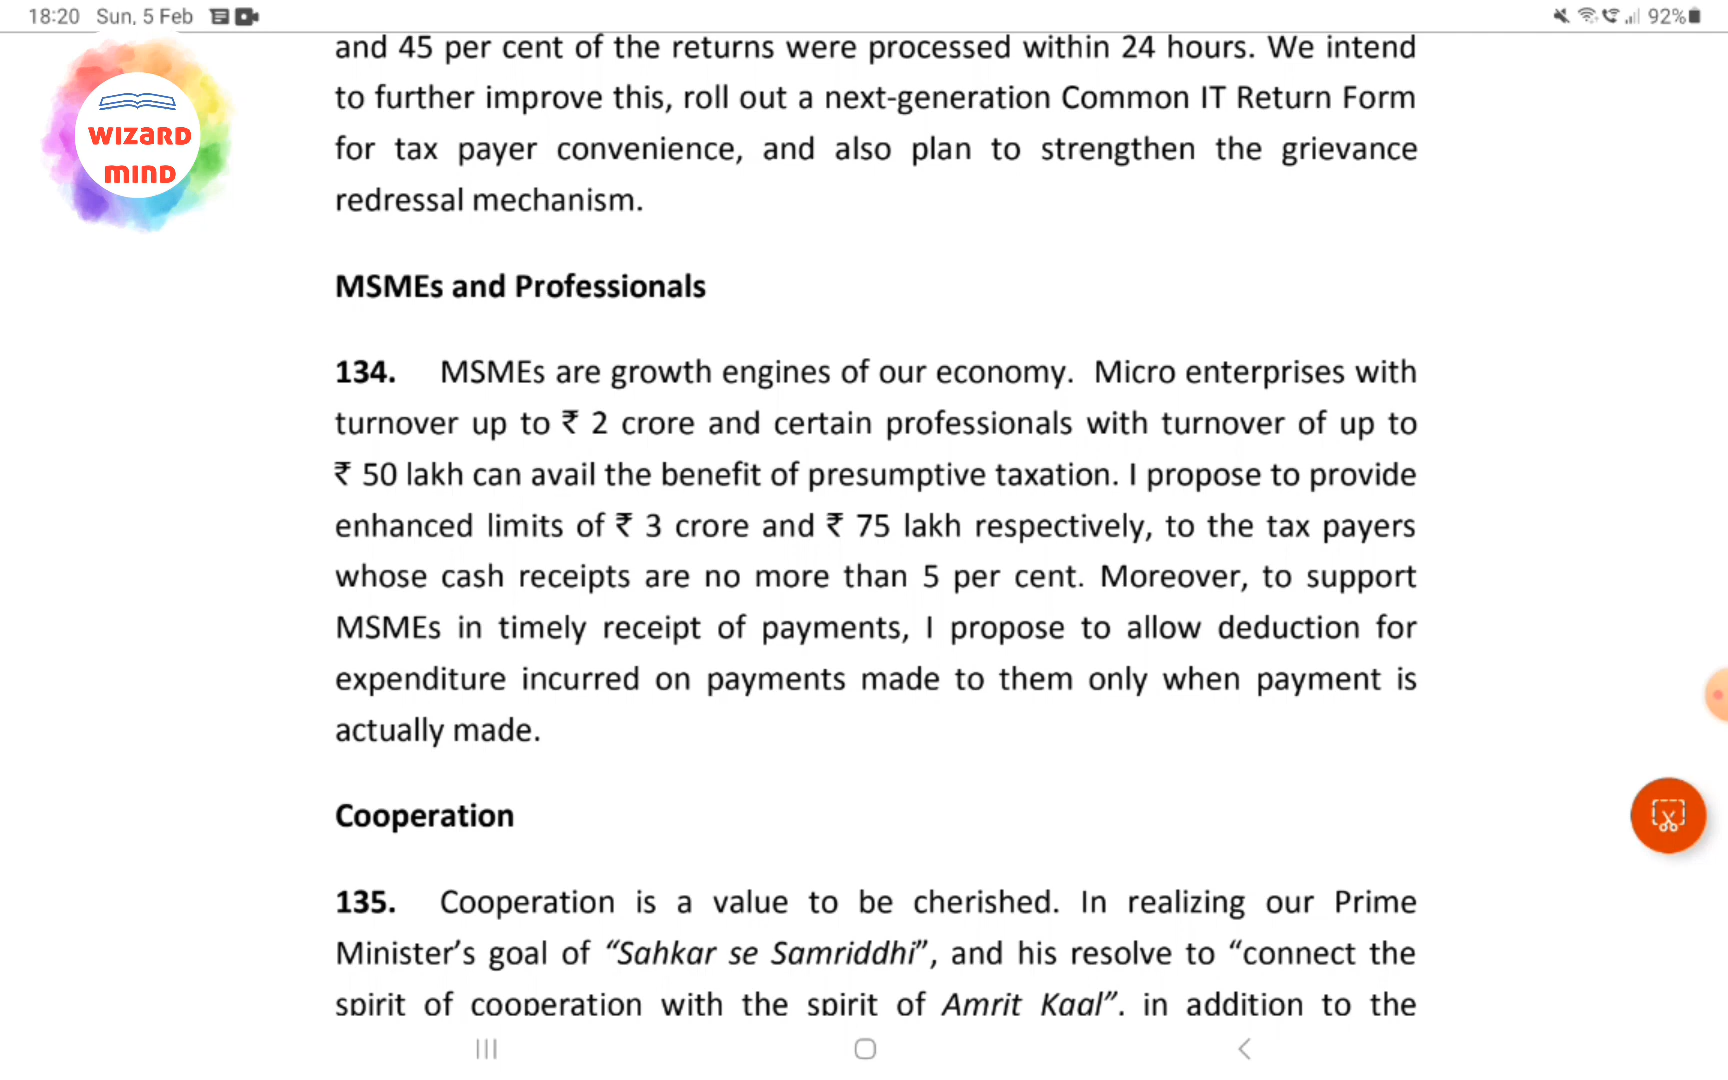 18:20 Sun, 5 Feb
92%
WIZARD
MIND
and 45 per cent of the returns were processed within 24 hours. We intend
to further improve this, roll out a next-generation Common IT Return Form
for tax payer convenience, and also plan to strengthen the grievance
redressal mechanism.
MSMEs and Professionals
134. MSMEs are growth engines of our economy. Micro enterprises with
turnover up to ₹ 2 crore and certain professionals with turnover of up to
₹ 50 lakh can avail the benefit of presumptive taxation. I propose to provide
enhanced limits of ₹ 3 crore and ₹ 75 lakh respectively, to the tax payers
whose cash receipts are no more than 5 per cent. Moreover, to support
MSMEs in timely receipt of payments, I propose to allow deduction for
expenditure incurred on payments made to them only when payment is
actually made.
Cooperation
135. Cooperation is a value to be cherished. In realizing our Prime
Minister’s goal of “Sahkar se Samriddhi”, and his resolve to “connect the
spirit of cooperation with the spirit of Amrit Kaal”. in addition to the